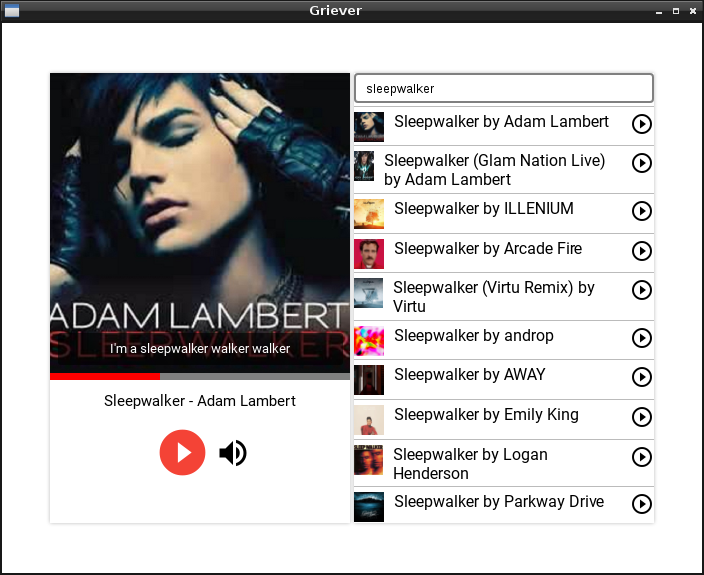 Griever
ADAM LAMBERT
SLEEPWALKER
I'm a sleepwalker walker walker
Sleepwalker - Adam Lambert
sleepwalker
Sleepwalker by Adam Lambert
Sleepwalker (Glam Nation Live)
by Adam Lambert
Sleepwalker by ILLENIUM
Sleepwalker by Arcade Fire
Sleepwalker (Virtu Remix) by
Virtu
Sleepwalker by androp
Sleepwalker by AWAY
Sleepwalker by Emily King
Sleepwalker by Logan
Henderson
Sleepwalker by Parkway Drive